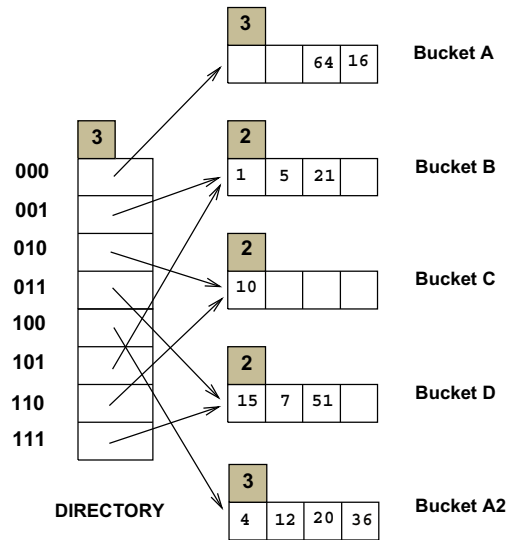 3
64 16
Bucket A
3
000
001
010
011
100
101
110
111
DIRECTORY
2
1 5 21
Bucket B
2
10
Bucket C
2
15 7 51
Bucket D
3
4 12 20 36
Bucket A2